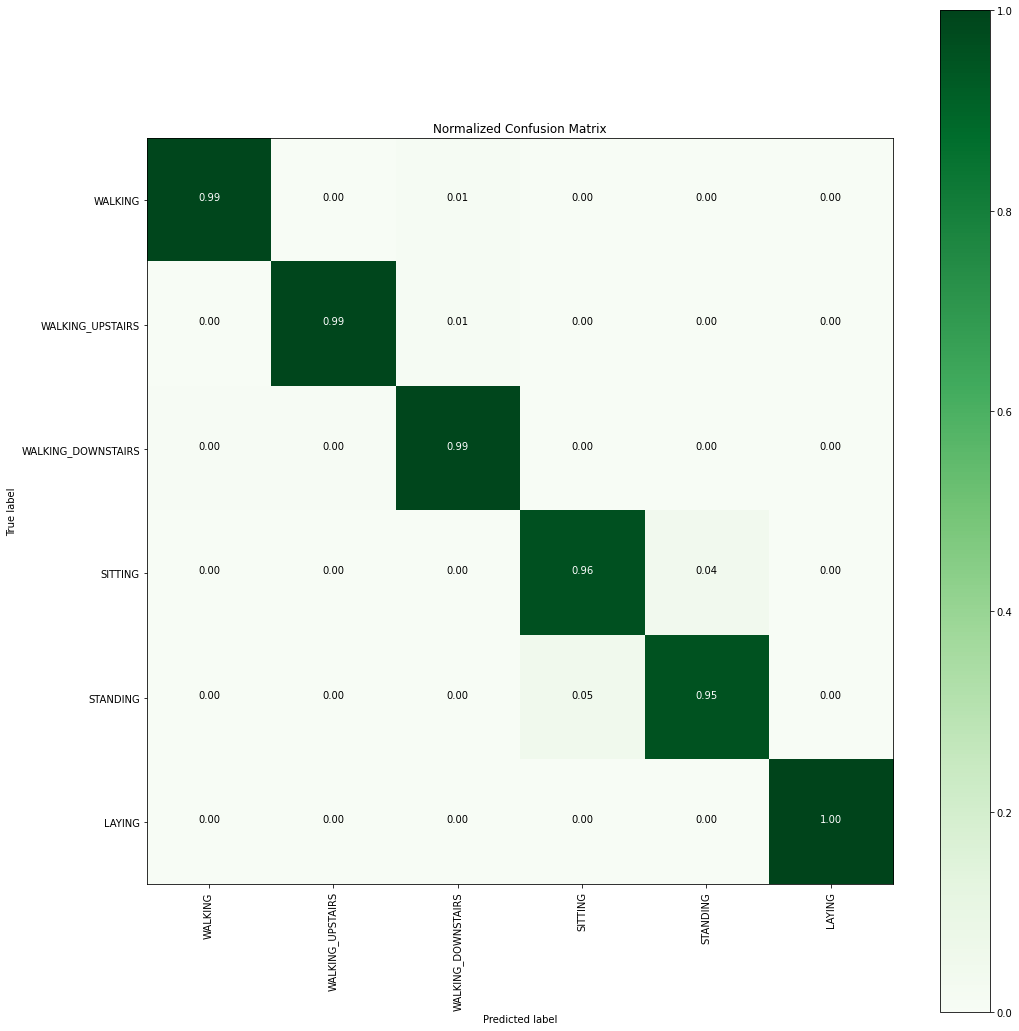 Normalized Confusion Matrix
1.0
0.8
0.6
0.4
0.2
0.0
True label
WALKING 0.99 0.00 0.01 0.00 0.00 0.00
WALKING_UPSTAIRS 0.00 0.99 0.01 0.00 0.00 0.00
WALKING_DOWNSTAIRS 0.00 0.00 0.99 0.00 0.00 0.00
SITTING 0.00 0.00 0.00 0.96 0.04 0.00
STANDING 0.00 0.00 0.00 0.05 0.95 0.00
LAYING 0.00 0.00 0.00 0.00 0.00 1.00
WALKING
WALKING_UPSTAIRS
WALKING_DOWNSTAIRS
SITTING
STANDING
LAYING
Predicted label